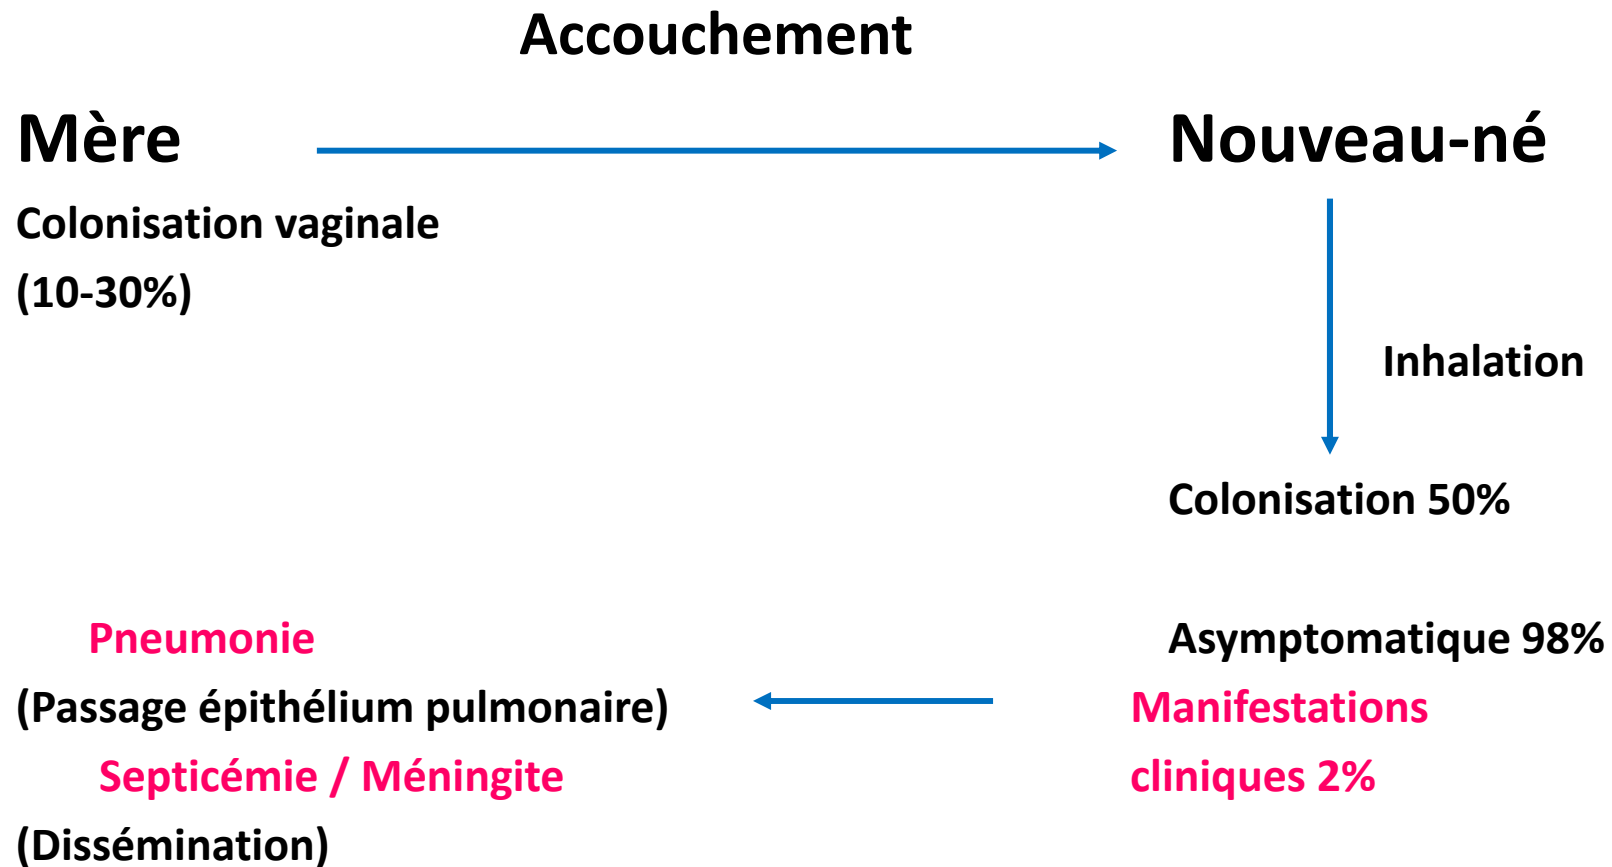 Accouchement
Mère
Nouveau-né
Colonisation vaginale
(10-30%)
Inhalation
Colonisation 50%
Asymptomatique 98%
Manifestations
cliniques 2%
Pneumonie
(Passage épithélium pulmonaire)
Septicémie / Méningite
(Dissémination)